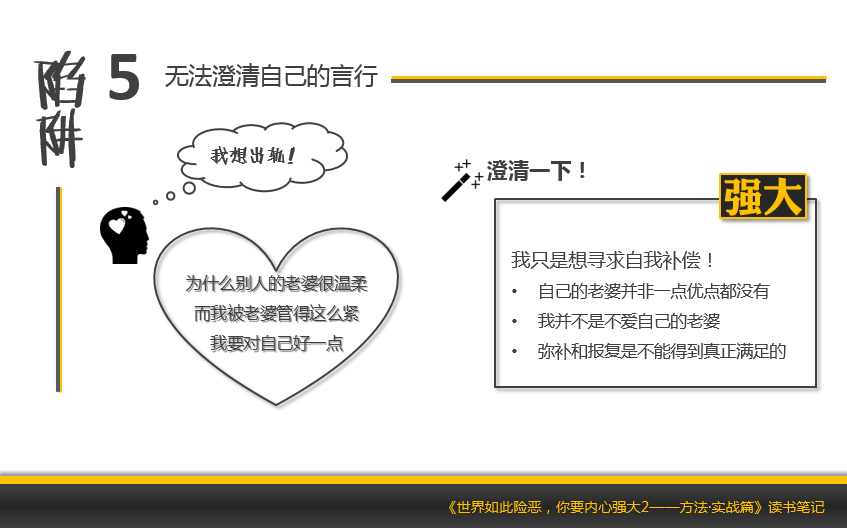 陷阱
5
无法澄清自己的言行
我想出轨！
为什么别人的老婆很温柔
而我被老婆管得这么紧
我要对自己好一点
澄清一下！
强大
我只是想寻求自我补偿！
• 自己的老婆并非一点优点都没有
• 我并不是不爱自己的老婆
• 弥补和报复是不能得到真正满足的
《世界如此险恶，你要内心强大2——方法·实战篇》读书笔记